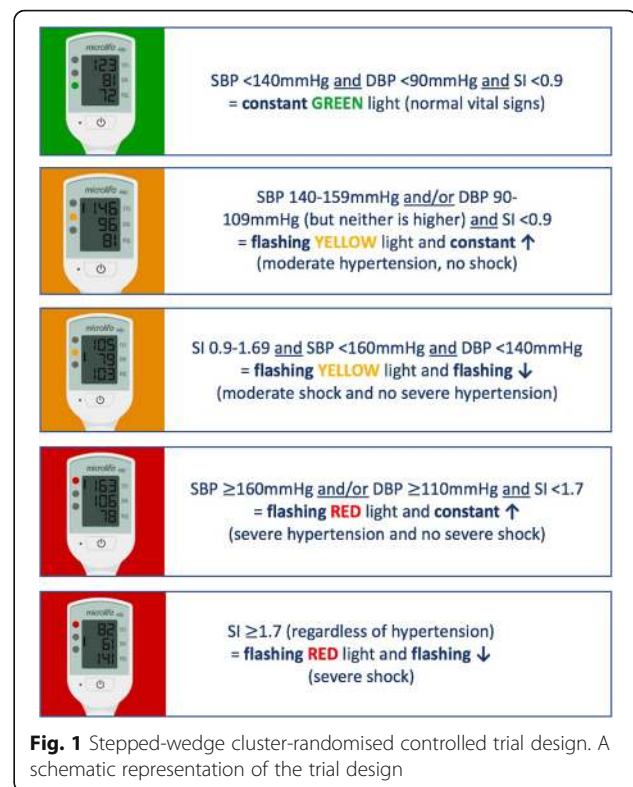 microlife
123
81
72
SBP <140mmHg and DBP <90mmHg and SI <0.9
= constant GREEN light (normal vital signs)
microlife
146
96
81
SBP 140-159mmHg and/or DBP 90-
109mmHg (but neither is higher) and SI <0.9
= flashing YELLOW light and constant ↑
(moderate hypertension, no shock)
microlife
105
79
103
SI 0.9-1.69 and SBP <160mmHg and DBP <140mmHg
= flashing YELLOW light and flashing ↓
(moderate shock and no severe hypertension)
microlife
163
106
78
SBP ≥160mmHg and/or DBP ≥110mmHg and SI <1.7
= flashing RED light and constant ↑
(severe hypertension and no severe shock)
microlife
82
61
141
SI ≥1.7 (regardless of hypertension)
= flashing RED light and flashing ↓
(severe shock)
Fig. 1 Stepped-wedge cluster-randomised controlled trial design. A
schematic representation of the trial design